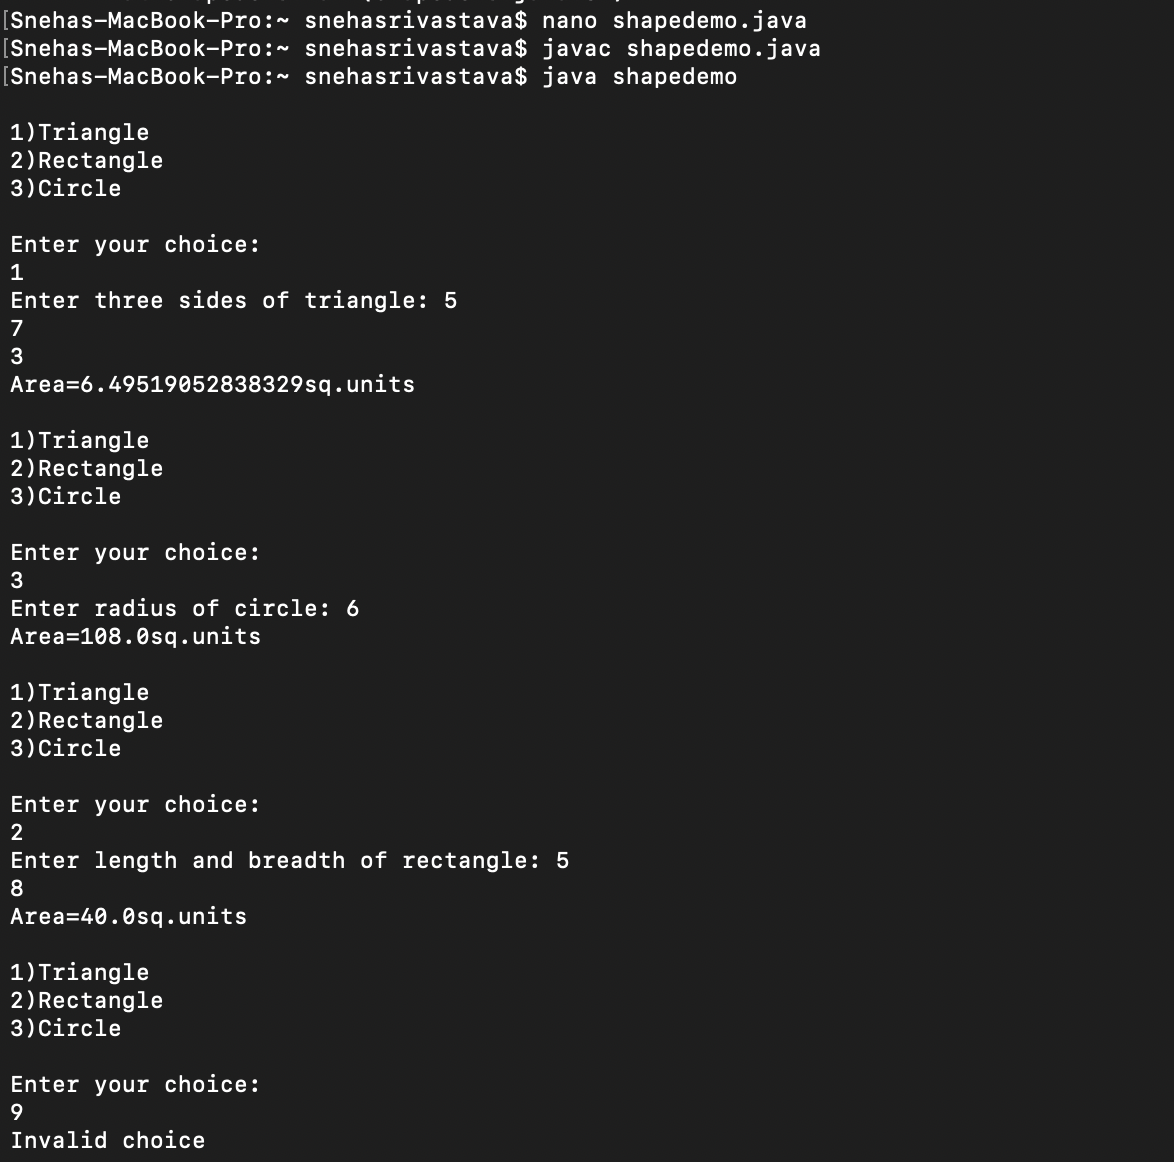 [Snehas-MacBook-Pro:~ snehasrivastava$ nano shapedemo.java
[Snehas-MacBook-Pro:~ snehasrivastava$ javac shapedemo.java
[Snehas-MacBook-Pro:~ snehasrivastava$ java shapedemo
1)Triangle
2)Rectangle
3)Circle
Enter your choice:
1
Enter three sides of triangle: 5
7
3
Area=6.49519052838329sq.units
1)Triangle
2)Rectangle
3)Circle
Enter your choice:
3
Enter radius of circle: 6
Area=108.0sq.units
1)Triangle
2)Rectangle
3)Circle
Enter your choice:
2
Enter length and breadth of rectangle: 5
8
Area=40.0sq.units
1)Triangle
2)Rectangle
3)Circle
Enter your choice:
9
Invalid choice